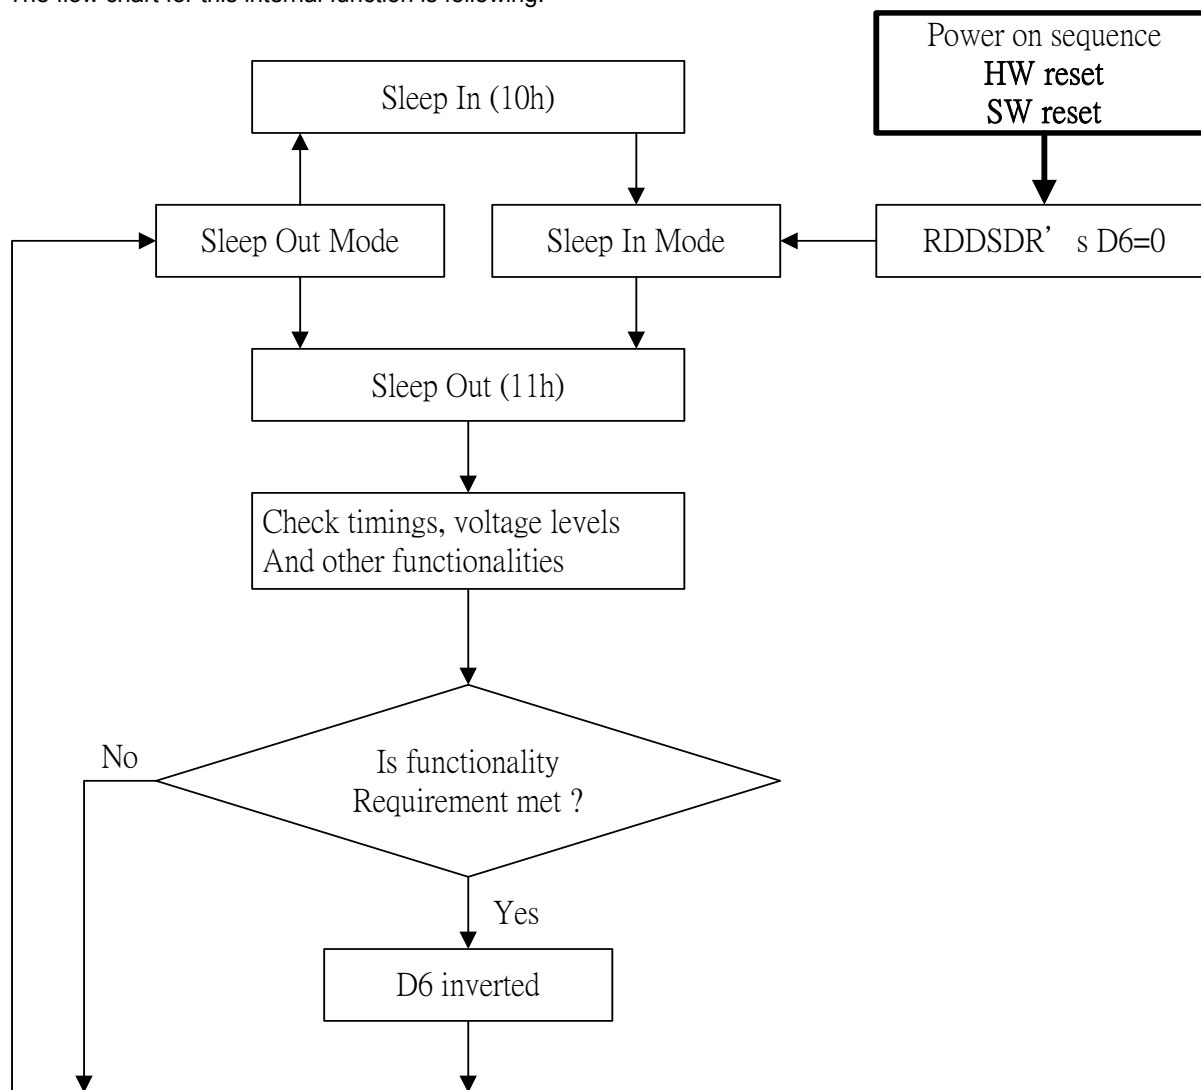 The flow chart for this internal function is following:
Power on sequence
HW reset
SW reset
Sleep In (10h)
Sleep Out Mode
Sleep In Mode
RDDSDR’ s D6=0
Sleep Out (11h)
Check timings, voltage levels
And other functionalities
Is functionality
Requirement met ?
No
Yes
D6 inverted